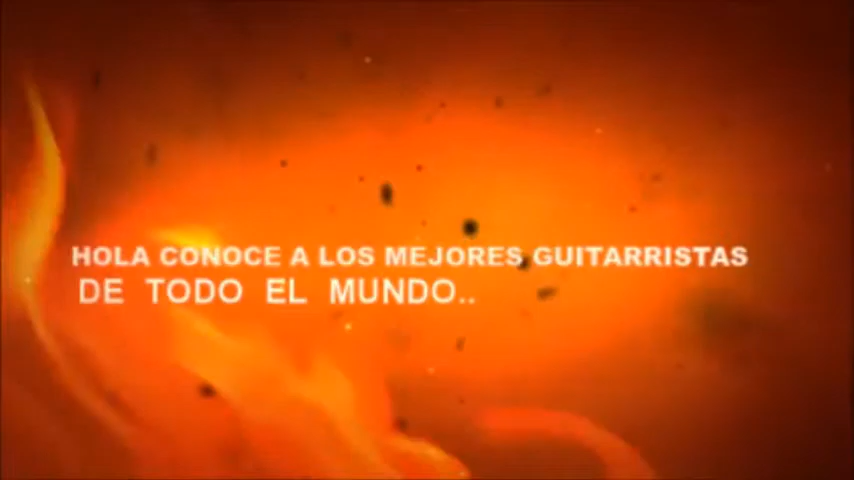 HOLA CONOCE A LOS MEJORES GUITARRISTAS
DE TODO EL MUNDO..